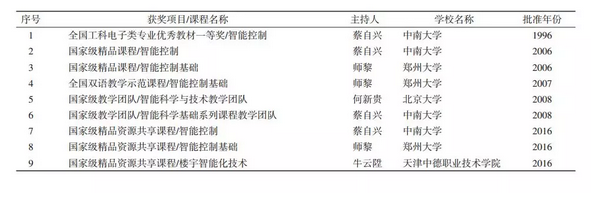 序号 获奖项目/课程名称 主持人 学校名称 批准年份
1 全国工科电子类专业优秀教材一等奖/智能控制 蔡自兴 中南大学 1996
2 国家级精品课程/智能控制 蔡自兴 中南大学 2006
3 国家级精品课程/智能控制基础 师黎 郑州大学 2006
4 全国双语教学示范课程/智能控制基础 师黎 郑州大学 2007
5 国家级教学团队/智能科学与技术教学团队 何新贵 北京大学 2008
6 国家级教学团队/智能科学基础系列课程教学团队 蔡自兴 中南大学 2008
7 国家级精品资源共享课程/智能控制 蔡自兴 中南大学 2016
8 国家级精品资源共享课程/智能控制基础 师黎 郑州大学 2016
9 国家级精品资源共享课程/楼宇智能化技术 牛云陞 天津中德职业技术学院 2016